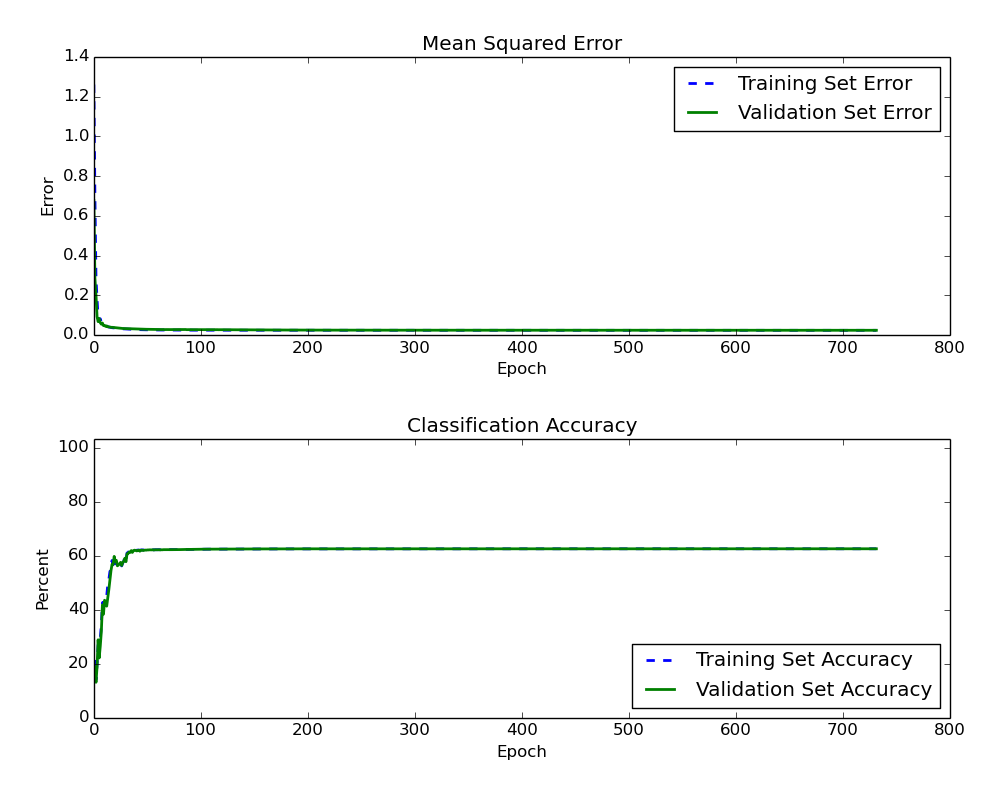 Mean Squared Error
1.4
1.2
1.0
0.8
0.6
0.4
0.2
0.0
Error
Training Set Error
Validation Set Error
0 100 200 300 400 500 600 700 800
Epoch
Classification Accuracy
100
80
60
40
20
0
Percent
Training Set Accuracy
Validation Set Accuracy
0 100 200 300 400 500 600 700 800
Epoch